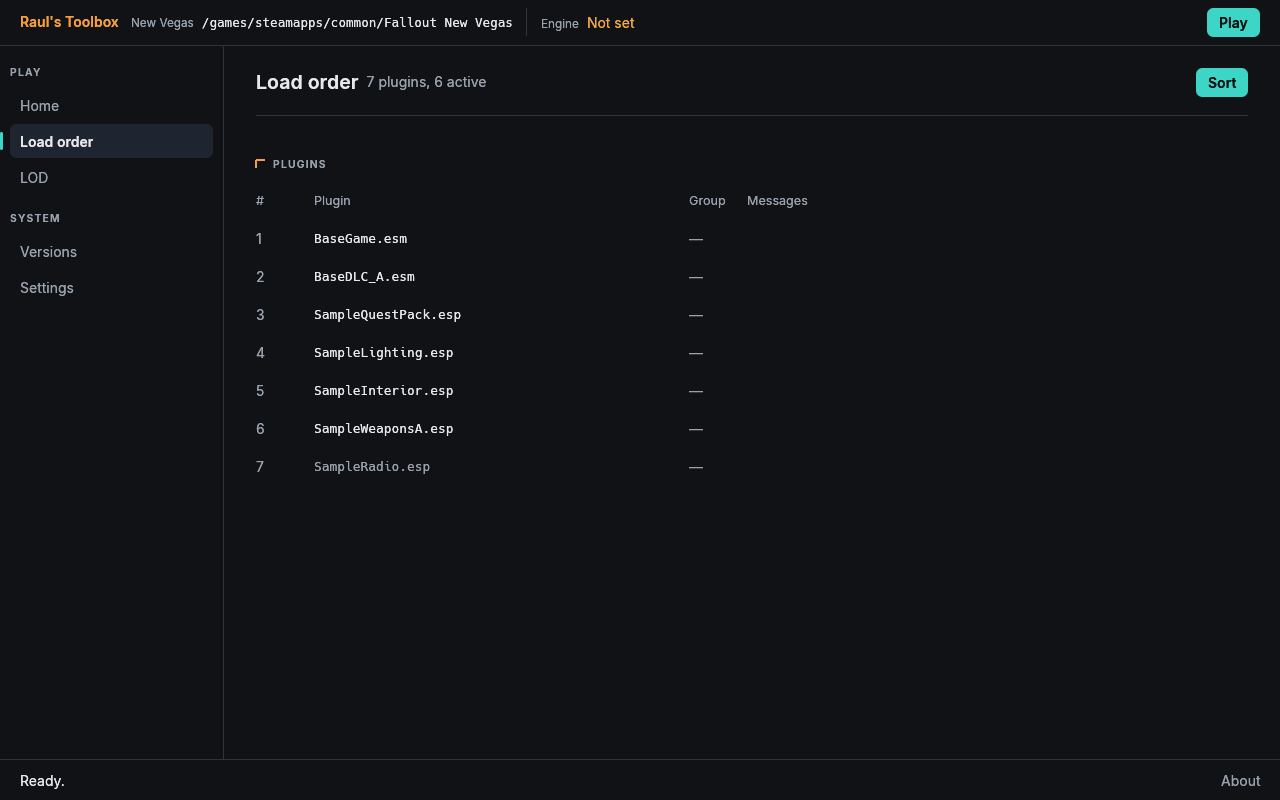 Raul's Toolbox New Vegas /games/steamapps/common/Fallout New Vegas Engine Not set Play
PLAY
Home
Load order
LOD
SYSTEM
Versions
Settings
Load order 7 plugins, 6 active Sort
PLUGINS
# Plugin Group Messages
1 BaseGame.esm —
2 BaseDLC_A.esm —
3 SampleQuestPack.esp —
4 SampleLighting.esp —
5 SampleInterior.esp —
6 SampleWeaponsA.esp —
7 SampleRadio.esp —
Ready. About